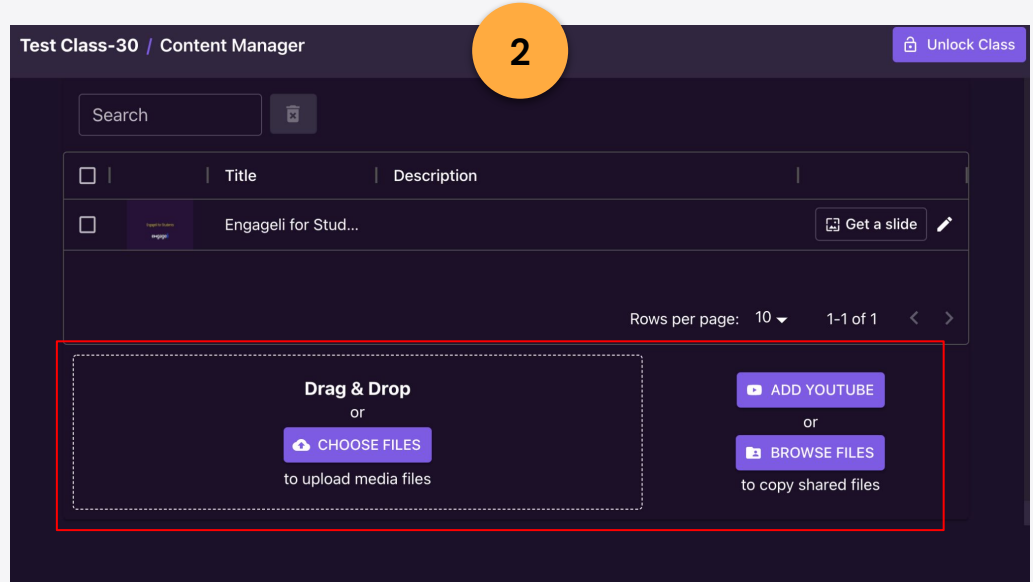 2
Test Class-30 / Content Manager
Unlock Class
Search
Title
Description
Engageli for Stud...
Get a slide
Rows per page: 10
1-1 of 1
Drag & Drop
or
CHOOSE FILES
to upload media files
ADD YOUTUBE
or
BROWSE FILES
to copy shared files